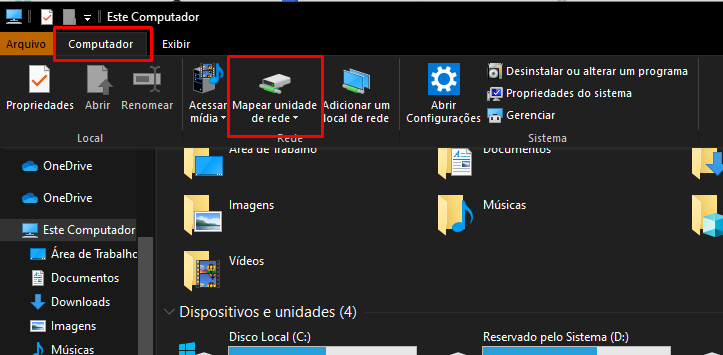 Este Computador
Arquivo Computador Exibir
Propriedades
Abrir
Renomear
Local
Acessar
mídia
Mapear unidade
de rede
Adicionar um
local de rede
Rede
Abrir
Configurações
Desinstalar ou alterar um programa
Propriedades do sistema
Gerenciar
Sistema
OneDrive
OneDrive
Este Computador
Área de Trabalho
Documentos
Downloads
Imagens
Músicas
Área de Trabalho
Documentos
Imagens
Músicas
Vídeos
Dispositivos e unidades (4)
Disco Local (C:)
Reservado pelo Sistema (D:)